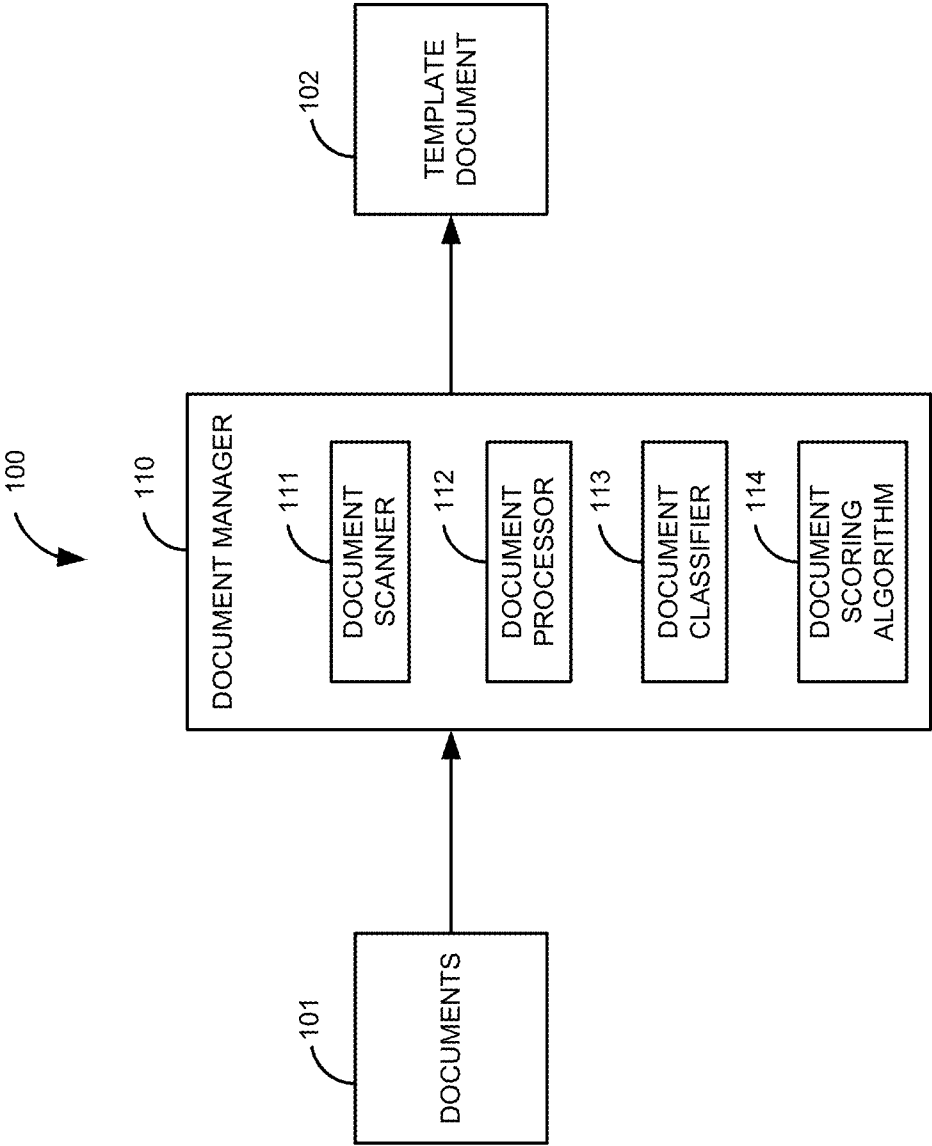 100
101
DOCUMENTS
110
DOCUMENT MANAGER
111
DOCUMENT
SCANNER
112
DOCUMENT
PROCESSOR
113
DOCUMENT
CLASSIFIER
114
DOCUMENT
SCORING
ALGORITHM
102
TEMPLATE
DOCUMENT